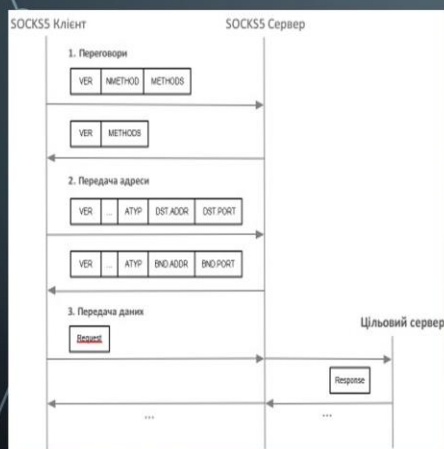 SOCKS5 Клієнт
SOCKS5 Сервер
1. Переговори
VER NMETHOD METHODS
VER METHODS
2. Передача адреси
VER ... ATYP DST.ADDR DST.PORT
VER ... ATYP BND.ADDR BND.PORT
3. Передача даних
Request
Цільовий сервер
Response
...
...